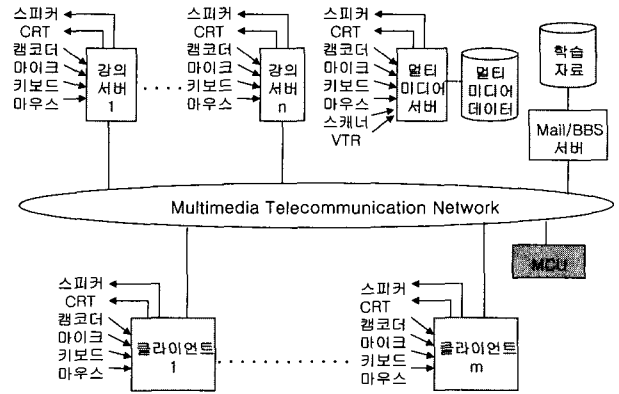 스피커
CRT
캠코더
마이크
키보드
마우스
강의
서버
1
. . . .
스피커
CRT
캠코더
마이크
키보드
마우스
강의
서버
n
스피커
CRT
캠코더
마이크
키보드
마우스
스캐너
VTR
멀티
미디어
서버
멀티
미디어
데이터
학습
자료
Mail/BBS
서버
Multimedia Telecommunication Network
MCU
스피커
CRT
캠코더
마이크
키보드
마우스
클라이언트
1
스피커
CRT
캠코더
마이크
키보드
마우스
클라이언트
m